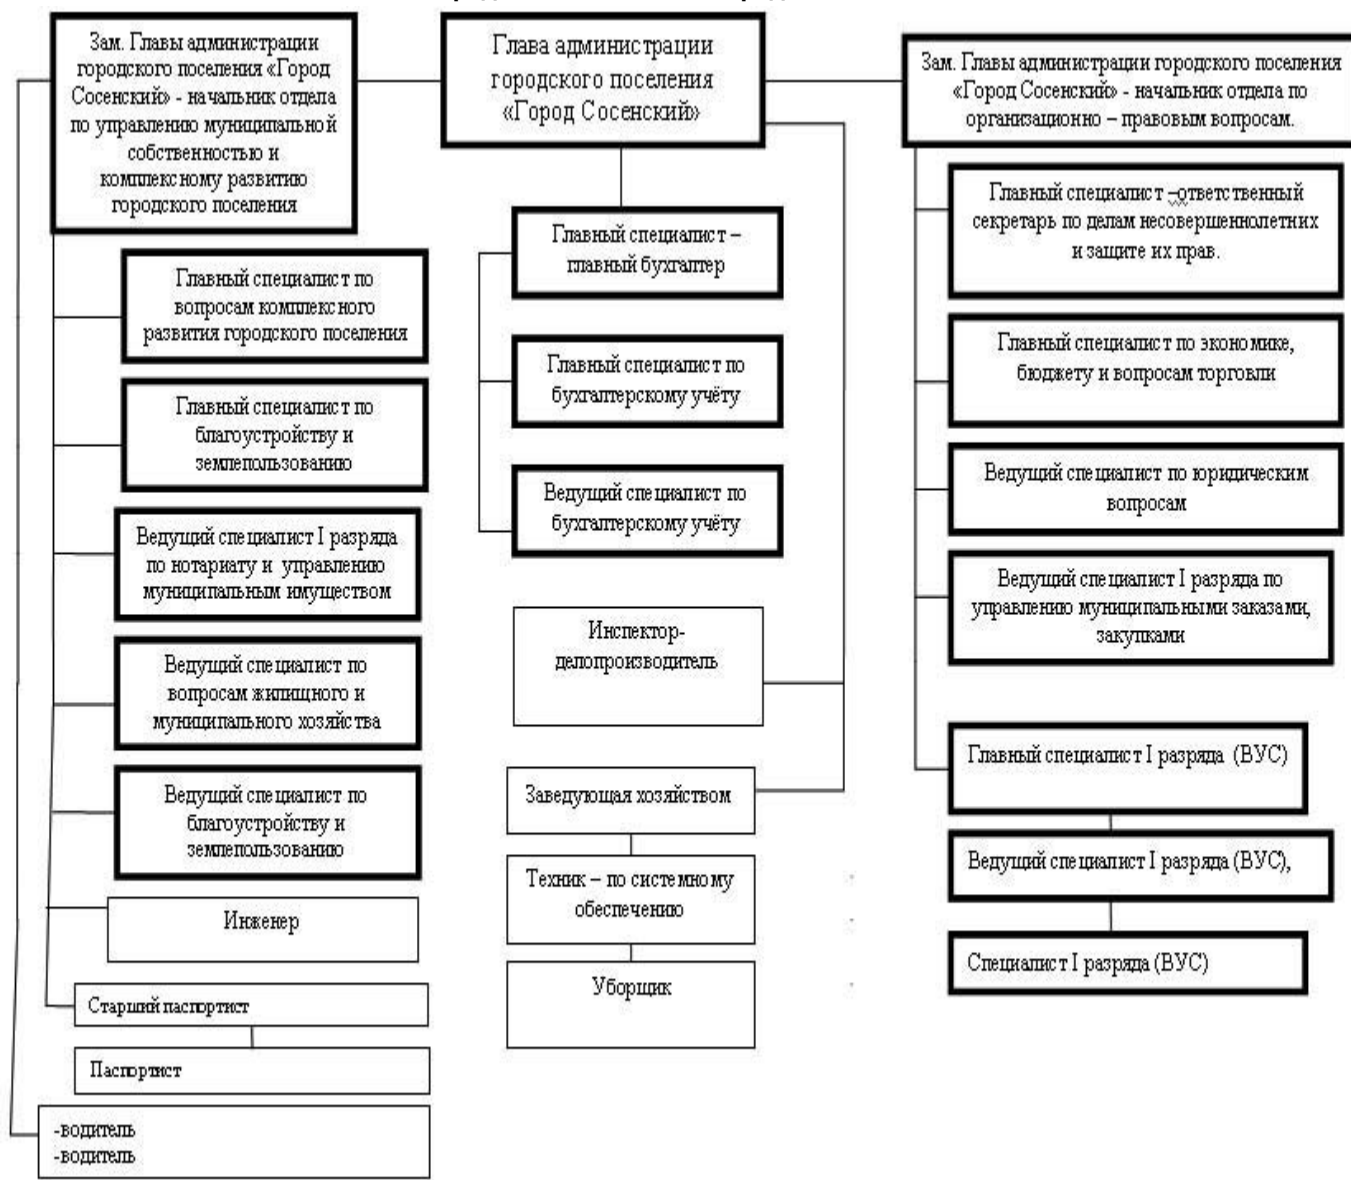 Зам. Главы администрации
городского поселения «Город
Сосенский» - начальник отдела
по управлению муниципальной
собственностью и
комплексному развитию
городского поселения
Глава администрации
городского поселения
«Город Сосенский»
Зам. Главы администрации городского поселения
«Город Сосенский» - начальник отдела по
организационно – правовым вопросам.
Главный специалист по
вопросам комплексного
развития городского поселения
Главный специалист по
благоустройству и
землепользованию
Ведущий специалист I разряда
по нотариату и управлению
муниципальным имуществом
Ведущий специалист по
вопросам жилищного и
муниципального хозяйства
Ведущий специалист по
благоустройству и
землепользованию
Инженер
Старший паспортист
Паспортист
-водитель
-водитель
Главный специалист –
главный бухгалтер
Главный специалист по
бухгалтерскому учёту
Ведущий специалист по
бухгалтерскому учёту
Инспектор-
делопроизводитель
Заведующая хозяйством
Техник – по системному
обеспечению
Уборщик
Главный специалист –ответственный
секретарь по делам несовершеннолетних
и защите их прав.
Главный специалист по экономике,
бюджету и вопросам торговли
Ведущий специалист по юридическим
вопросам
Ведущий специалист I разряда по
управлению муниципальными заказами,
закупками
Главный специалист I разряда (ВУС)
Ведущий специалист I разряда (ВУС),
Специалист I разряда (ВУС)